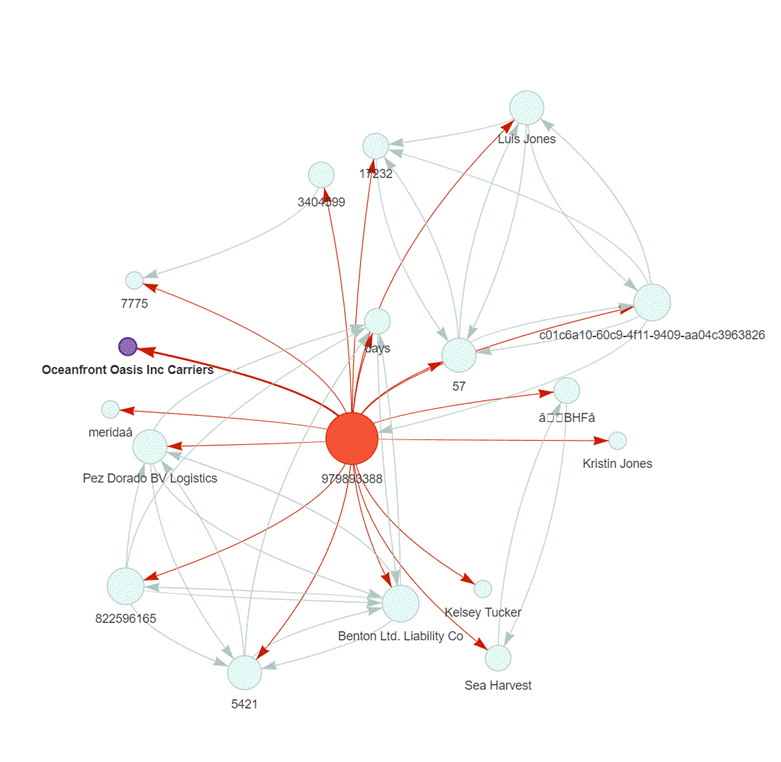 Luis Jones
17232
3404599
7775
c01c6a10-60c9-4f11-9409-aa04c3963826
days
Oceanfront Oasis Inc Carriers
57
â□□BHFâ
meridaâ
Kristin Jones
Pez Dorado BV Logistics
979893388
Kelsey Tucker
822596165
Benton Ltd. Liability Co
Sea Harvest
5421